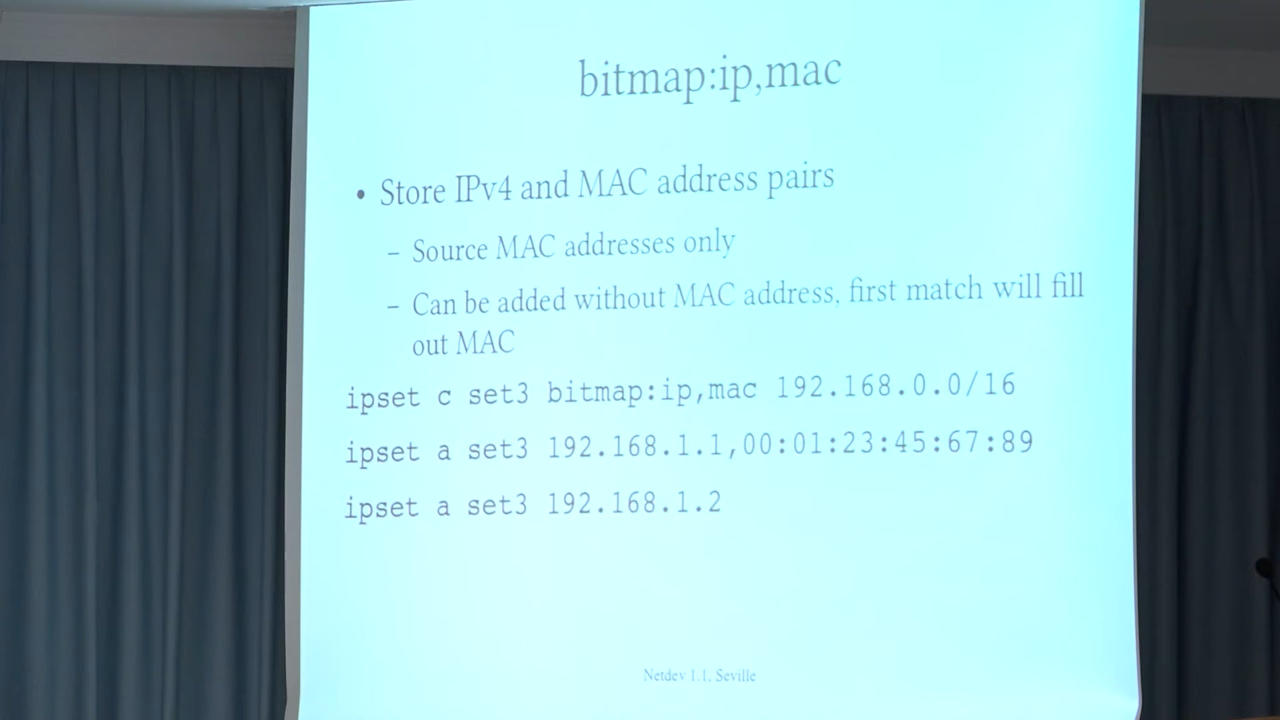 bitmap:ip,mac
• Store IPv4 and MAC address pairs
– Source MAC addresses only
– Can be added without MAC address, first match will fill
out MAC
ipset c set3 bitmap:ip,mac 192.168.0.0/16
ipset a set3 192.168.1.1,00:01:23:45:67:89
ipset a set3 192.168.1.2
Netdev 1.1, Seville